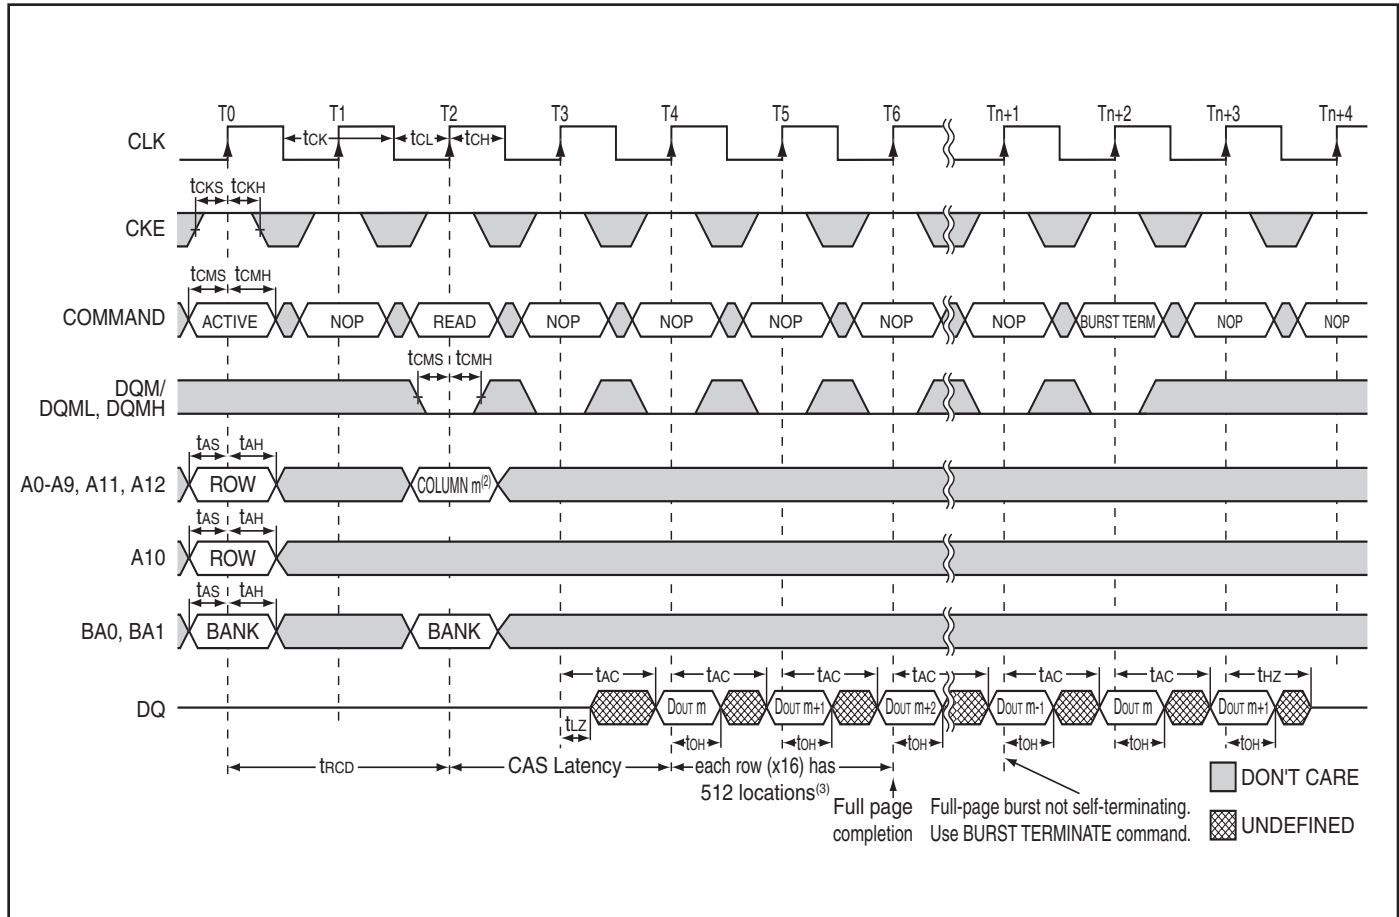 T0 T1 T2 T3 T4 T5 T6 Tn+1 Tn+2 Tn+3 Tn+4
CLK
tCK tCL tCH
tCKS tCKH
CKE
tCMS tCMH
COMMAND ACTIVE NOP READ NOP NOP NOP NOP NOP BURST TERM NOP NOP
tCMS tCMH
DQM/
DQML, DQMH
tAS tAH
A0-A9, A11, A12 ROW COLUMN m(2)
tAS tAH
A10 ROW
tAS tAH
BA0, BA1 BANK BANK
tAC tAC tAC tAC tAC tAC tHZ
DQ DOUT m DOUT m+1 DOUT m+2 DOUT m-1 DOUT m DOUT m+1
tLZ tOH tOH tOH tOH tOH tOH
tRCD CAS Latency each row (x16) has
512 locations(3)
Full page
completion
Full-page burst not self-terminating.
Use BURST TERMINATE command.
DON'T CARE
UNDEFINED